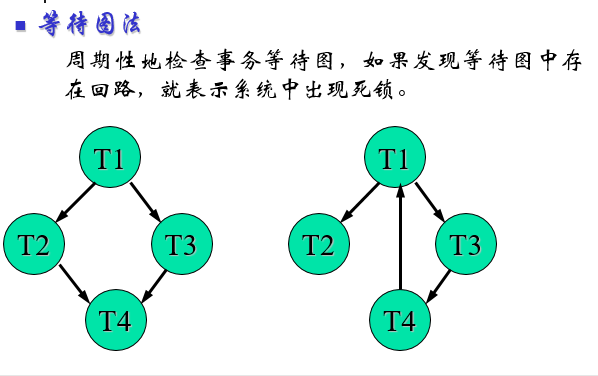 等待图法
周期性地检查事务等待图，如果发现等待图中存
在回路，就表示系统中出现死锁。
T1
T1
T2
T3
T2
T3
T4
T4